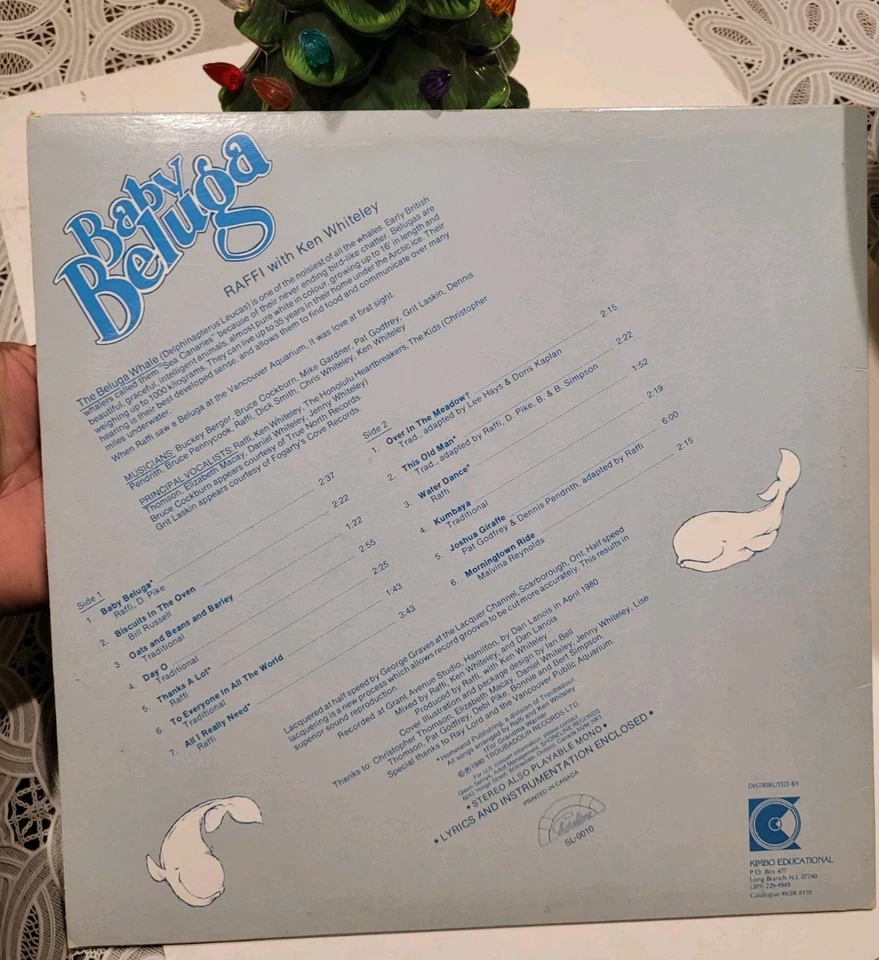 Baby
Beluga
RAFFI with Ken Whiteley
The Beluga Whale (Delphinapterus Leucas) is one of the noisiest of all the whales. Early British
whalers called them "Sea Canaries" because of their never ending bird-like chatter. Belugas are
beautiful, graceful, intelligent animals, almost pure white in colour, growing up to 16' in length and
weighing up to 1000 kilograms. They can live up to 35 years in their home under the Arctic ice. Their
hearing is their best developed sense, and allows them to find food and communicate over many
miles underwater.
When Raffi saw a Beluga at the Vancouver Aquarium, it was love at first sight.
MUSICIANS: Buckey Berger, Bruce Cockburn, Mike Gardner, Pat Godfrey, Grit Laskin, Dennis
Pendrith, Bruce Pennycook, Raffi, Dick Smith, Chris Whiteley, Ken Whiteley
PRINCIPAL VOCALISTS: Raffi, Ken Whiteley, The Honolulu Heartbreakers, The Kids (Christopher
Thomson, Elizabeth Macay, Daniel Whiteley, Jenny Whiteley)
Bruce Cockburn appears courtesy of True North Records.
Grit Laskin appears courtesy of Fogarty's Cove Records.
Side 1
1. Baby Beluga* 2:37
Raffi, D. Pike
2. Biscuits In The Oven 2:22
Bill Russell
3. Oats and Beans and Barley 1:22
Traditional
4. Day O 2:55
Traditional
5. Thanks A Lot* 2:25
Raffi
6. To Everyone In All The World 1:43
Traditional
7. All I Really Need* 3:43
Raffi
Side 2
1. Over In The Meadow† 2:15
Trad., adapted by Lee Hays & Doris Kaplan
2. This Old Man* 2:22
Trad., adapted by Raffi, D. Pike, B. & B. Simpson
3. Water Dance* 1:52
Raffi
4. Kumbaya 2:19
Traditional
5. Joshua Giraffe 6:00
Pat Godfrey & Dennis Pendrith, adapted by Raffi
6. Morningtown Ride 2:15
Malvina Reynolds
Lacquered at half speed by George Graves at the Lacquer Channel, Scarborough, Ont. Half speed
lacquering is a new process which allows record grooves to be cut more accurately. This results in
superior sound reproduction.
Recorded at Grant Avenue Studio, Hamilton, by Dan Lanois in April 1980
Mixed by Raffi, Ken Whiteley, and Dan Lanois
Produced by Raffi, with Ken Whiteley
Cover Illustration and package design by Ian Bell
Thanks to: Christopher Thomson, Elizabeth Macay, Daniel Whiteley, Jenny Whiteley, Lise
Thomson, Pat Godfrey, Debi Pike, Bonnie and Bert Simpson.
Special thanks to Ray Lord and the Vancouver Public Aquarium.
* Homeland Publishing, a division of Troubadour
All songs arranged by Raffi and Ken Whiteley
©℗ 1980 TROUBADOUR RECORDS LTD.
For U.S. concert information, please contact
• STEREO ALSO PLAYABLE MONO •
• LYRICS AND INSTRUMENTATION ENCLOSED •
PRINTED IN CANADA
Shoreline
SL-0010
DISTRIBUTED BY
KIMBO EDUCATIONAL
P.O. Box 477
Long Branch N.J. 07740
(201) 229-4949
Catalogue #KSR 8110